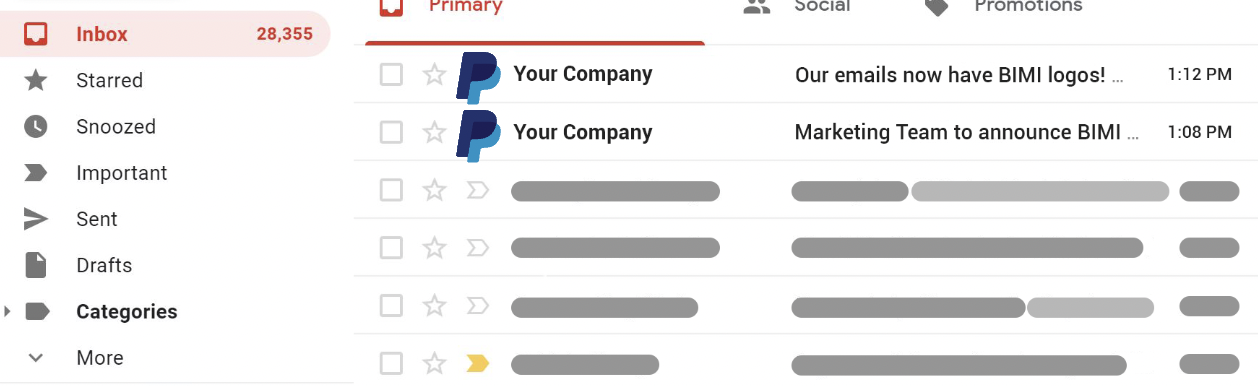 Primary
Social
Promotions
Inbox 28,355
Starred
Snoozed
Important
Sent
Drafts
Categories
More
Your Company Our emails now have BIMI logos! ... 1:12 PM
Your Company Marketing Team to announce BIMI ... 1:08 PM